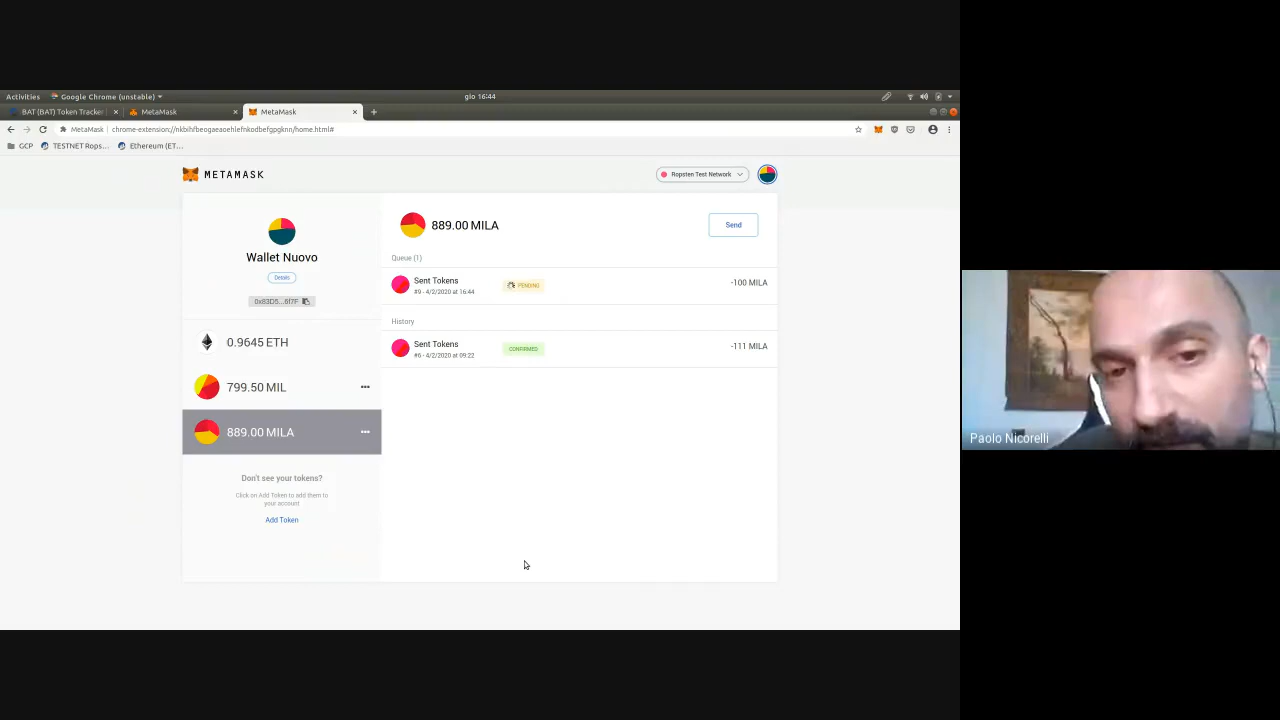 Activities
Google Chrome (unstable)
gio 16:44
BAT (BAT) Token Tracke
MetaMask
MetaMask
MetaMask
chrome-extension://nkbihfbeogaeaoehlefnkodbefgpgknn/home.html#
GCP
TESTNET Rops...
Ethereum (ET...
METAMASK
Ropsten Test Network
Wallet Nuovo
Details
0x83D5...6f7F
0.9645 ETH
799.50 MIL
889.00 MILA
Don't see your tokens?
Click on Add Token to add them to
your account
Add Token
889.00 MILA
Send
Queue (1)
Sent Tokens
PENDING
-100 MILA
#9 - 4/2/2020 at 16:44
History
Sent Tokens
CONFIRMED
-111 MILA
#6 - 4/2/2020 at 09:22
Paolo Nicorelli